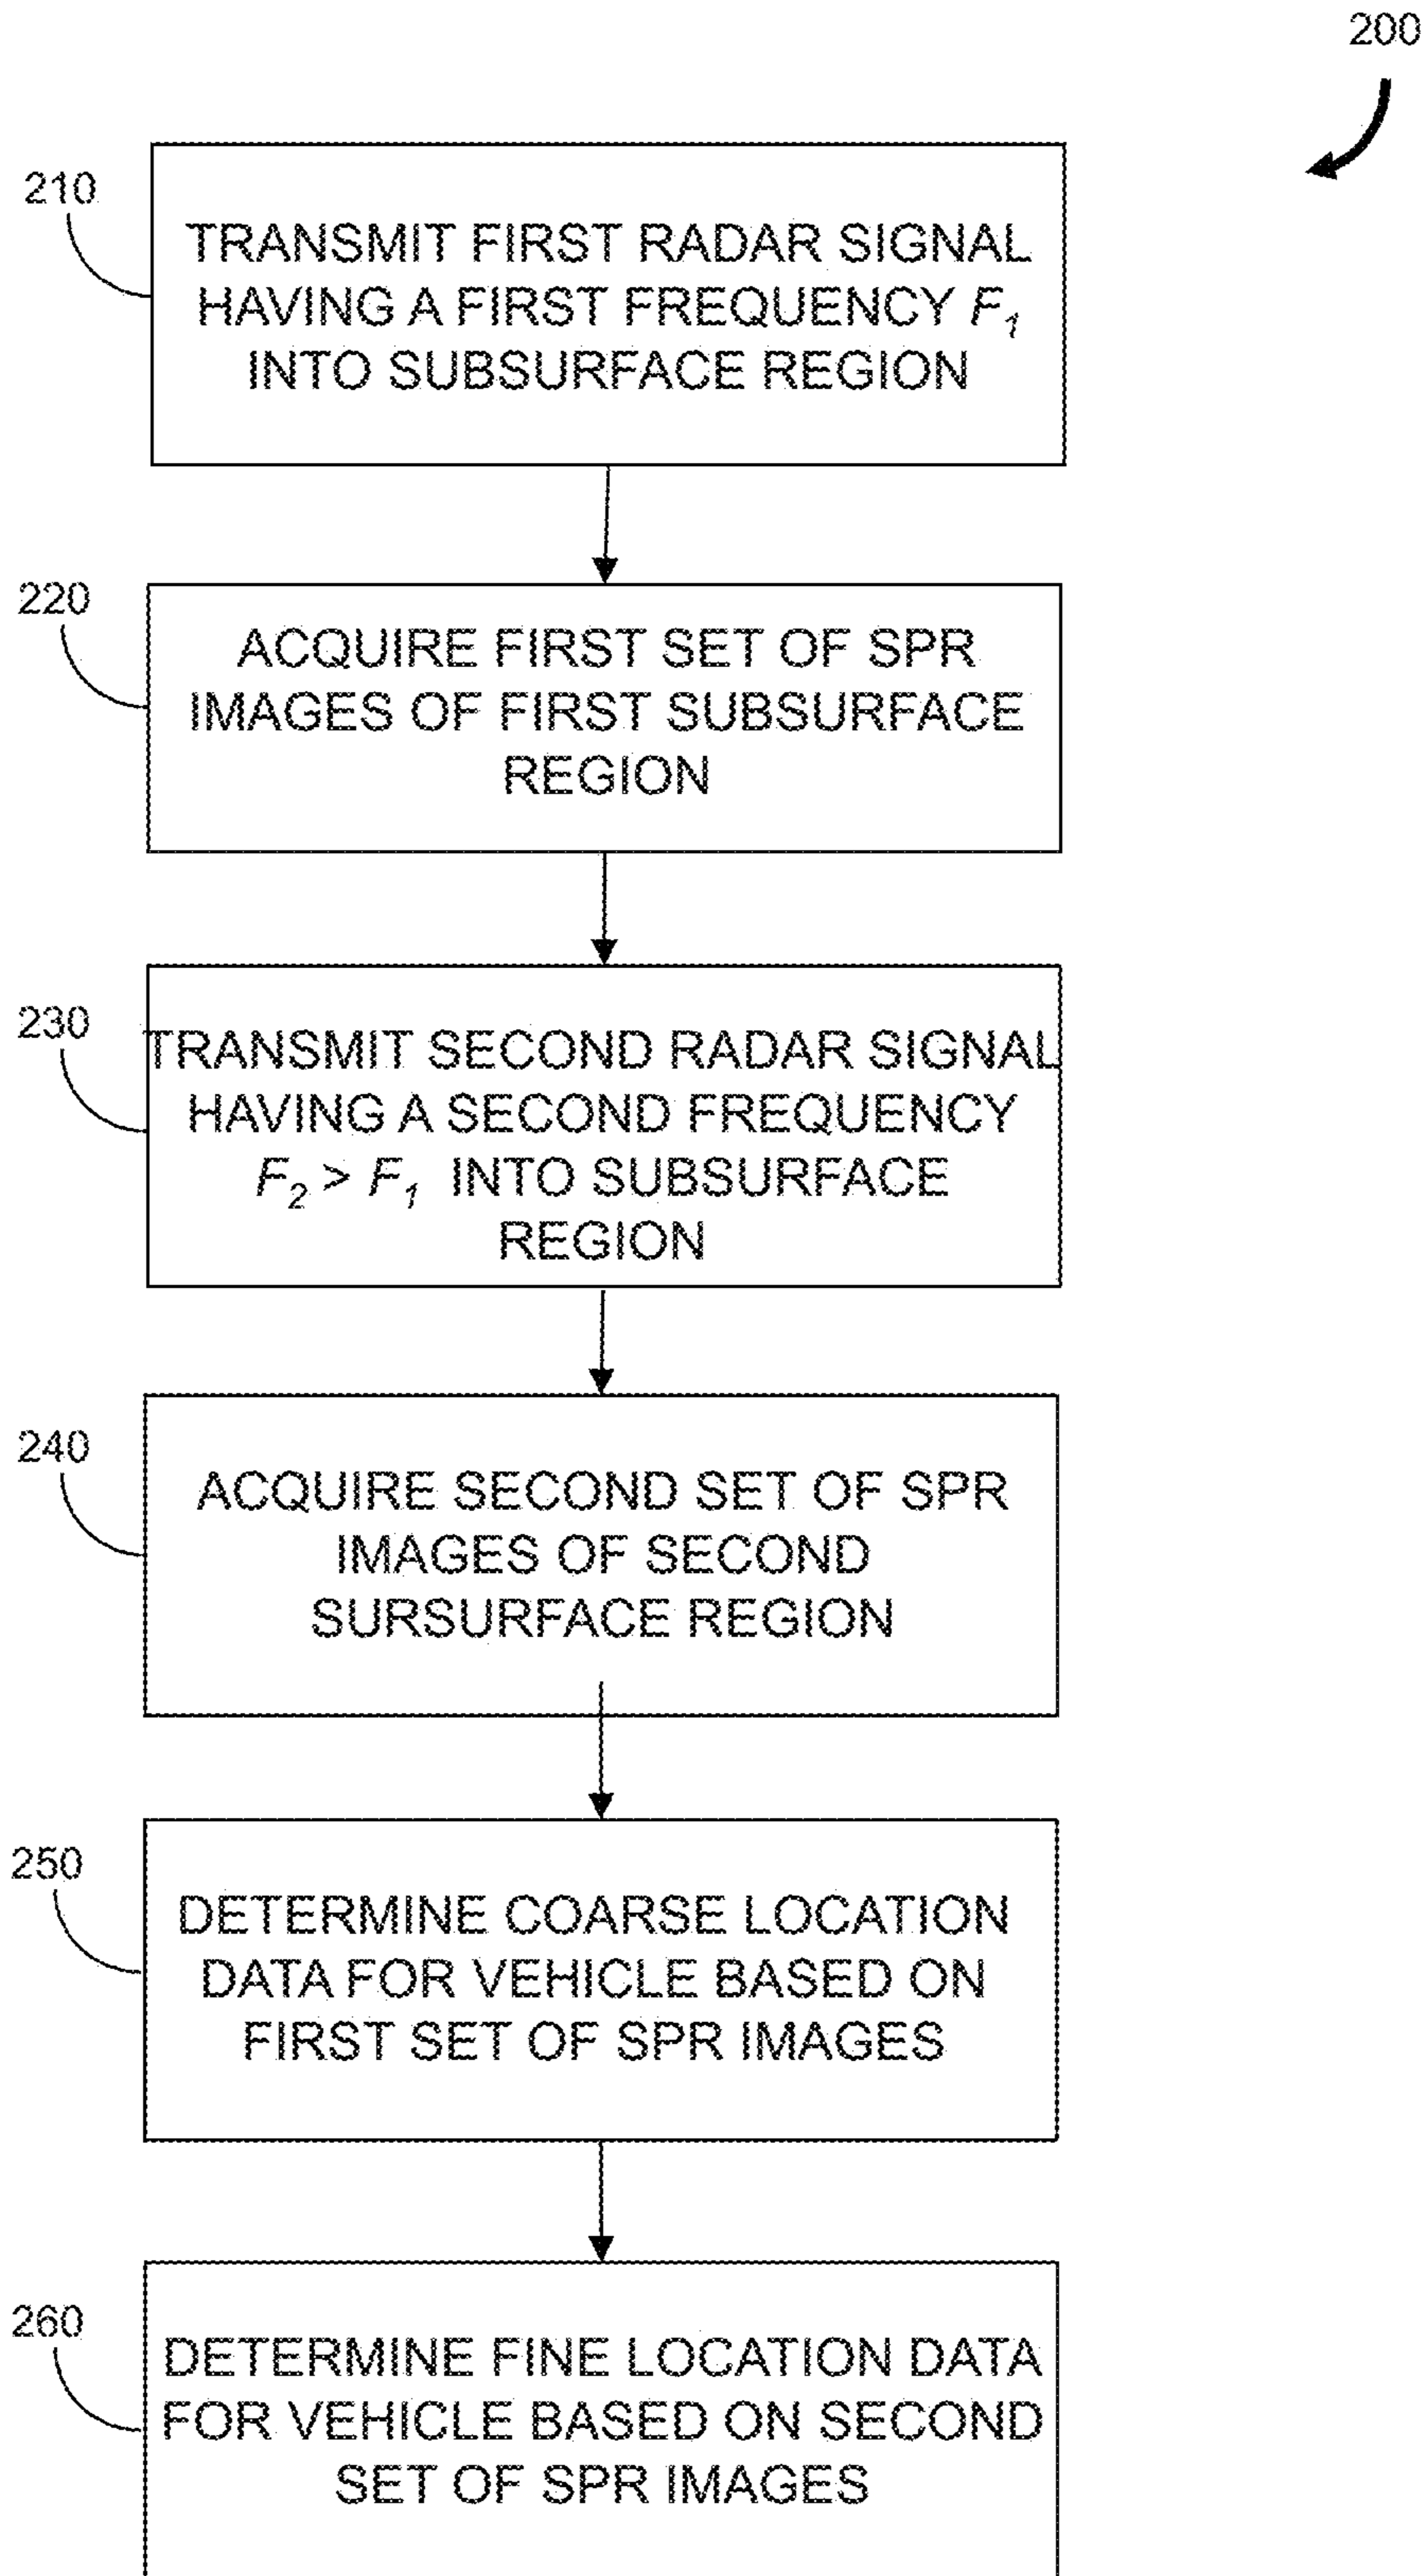 200
210
TRANSMIT FIRST RADAR SIGNAL
HAVING A FIRST FREQUENCY F₁
INTO SUBSURFACE REGION
220
ACQUIRE FIRST SET OF SPR
IMAGES OF FIRST SUBSURFACE
REGION
230
TRANSMIT SECOND RADAR SIGNAL
HAVING A SECOND FREQUENCY
F₂ > F₁ INTO SUBSURFACE
REGION
240
ACQUIRE SECOND SET OF SPR
IMAGES OF SECOND
SURSURFACE REGION
250
DETERMINE COARSE LOCATION
DATA FOR VEHICLE BASED ON
FIRST SET OF SPR IMAGES
260
DETERMINE FINE LOCATION DATA
FOR VEHICLE BASED ON SECOND
SET OF SPR IMAGES